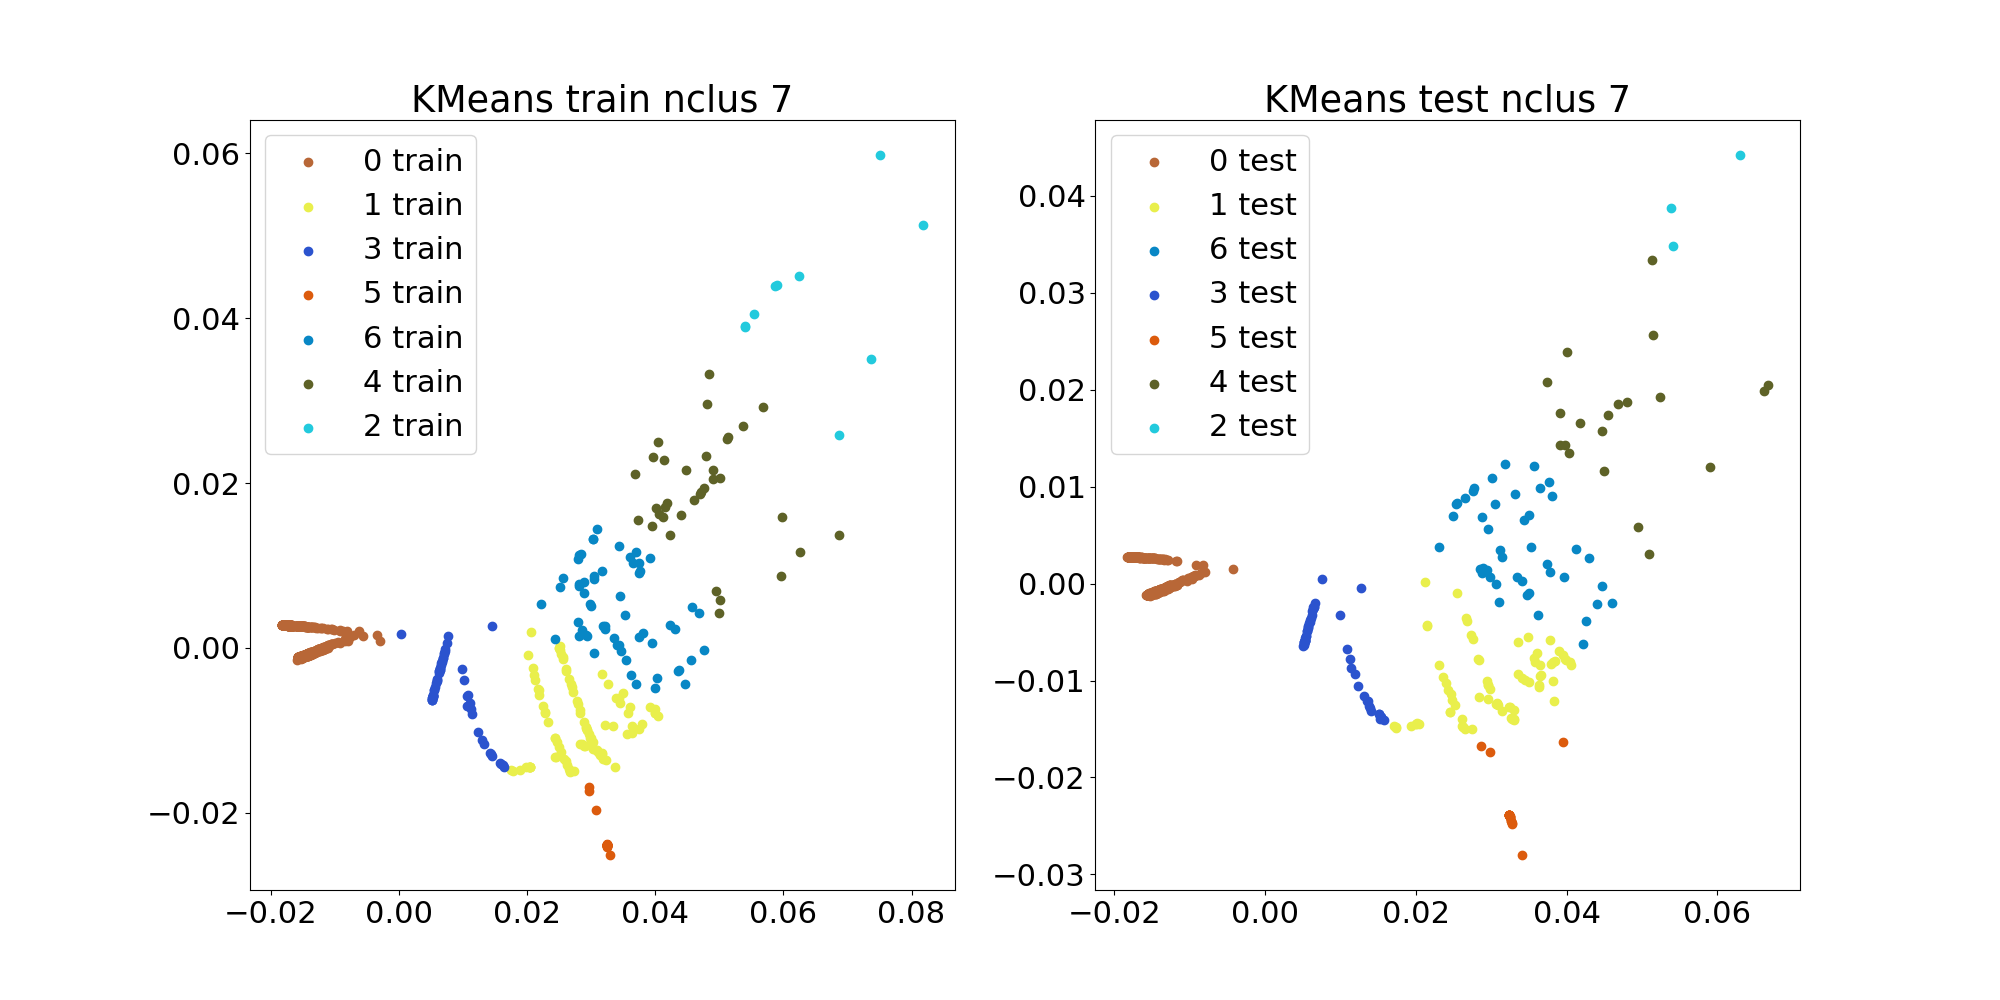 KMeans train nclus 7
0 train
1 train
3 train
5 train
6 train
4 train
2 train
0.06
0.04
0.02
0.00
−0.02
−0.02
0.00
0.02
0.04
0.06
0.08
KMeans test nclus 7
0 test
1 test
6 test
3 test
5 test
4 test
2 test
0.04
0.03
0.02
0.01
0.00
−0.01
−0.02
−0.03
−0.02
0.00
0.02
0.04
0.06